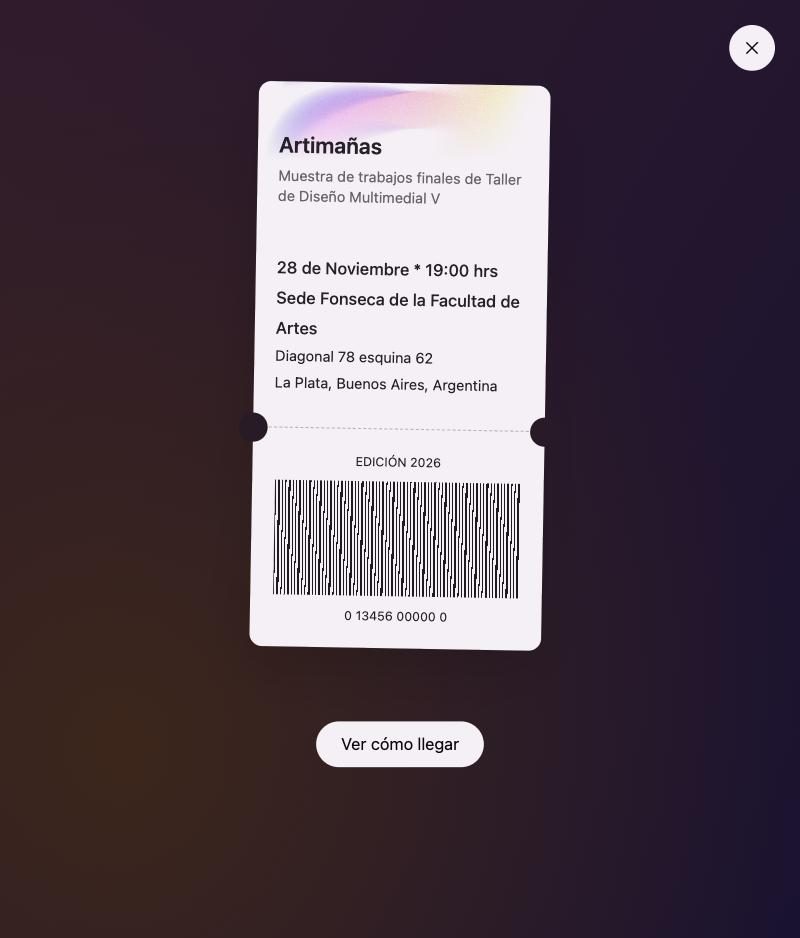 Artimañas
Muestra de trabajos finales de Taller
de Diseño Multimedial V
28 de Noviembre * 19:00 hrs
Sede Fonseca de la Facultad de
Artes
Diagonal 78 esquina 62
La Plata, Buenos Aires, Argentina
EDICIÓN 2026
0 13456 00000 0
Ver cómo llegar